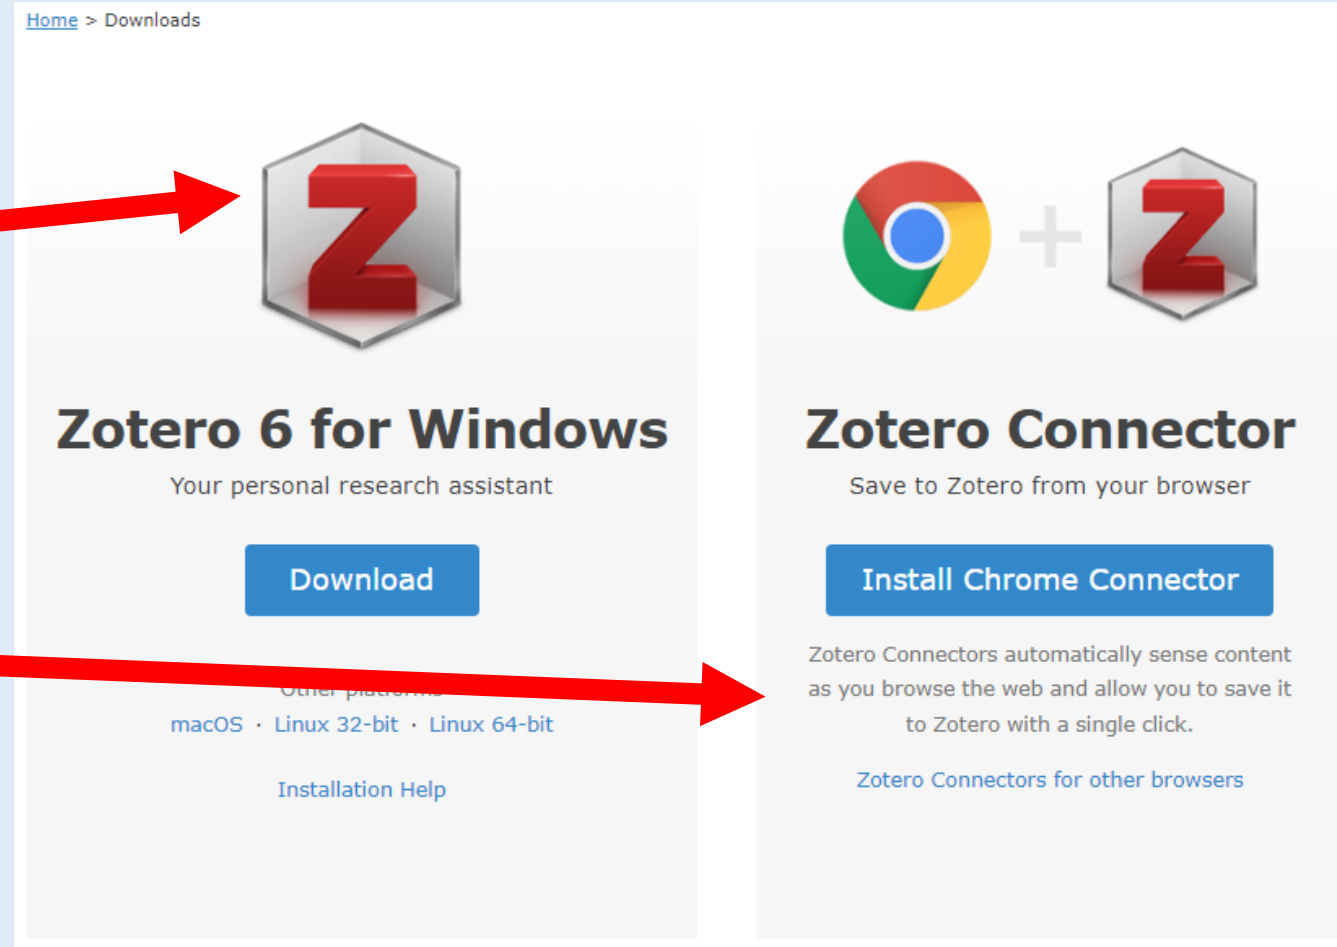 Home > Downloads
Zotero 6 for Windows
Your personal research assistant
Download
Other platforms
macOS · Linux 32-bit · Linux 64-bit
Installation Help
Zotero Connector
Save to Zotero from your browser
Install Chrome Connector
Zotero Connectors automatically sense content
as you browse the web and allow you to save it
to Zotero with a single click.
Zotero Connectors for other browsers